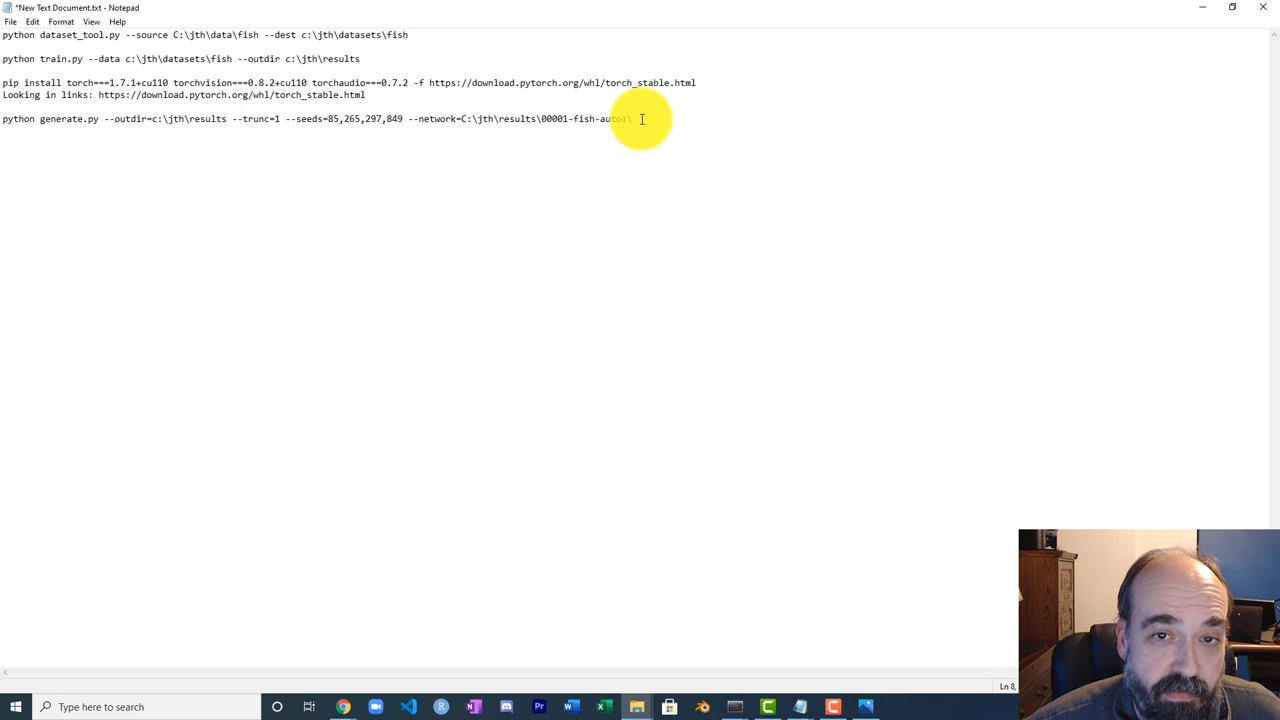 *New Text Document.txt - Notepad
File Edit Format View Help
python dataset_tool.py --source C:\jth\data\fish --dest c:\jth\datasets\fish
python train.py --data c:\jth\datasets\fish --outdir c:\jth\results
pip install torch===1.7.1+cu110 torchvision===0.8.2+cu110 torchaudio===0.7.2 -f https://download.pytorch.org/whl/torch_stable.html
Looking in links: https://download.pytorch.org/whl/torch_stable.html
python generate.py --outdir=c:\jth\results --trunc=1 --seeds=85,265,297,849 --network=C:\jth\results\00001-fish-auto1\
Ln 8,
Type here to search